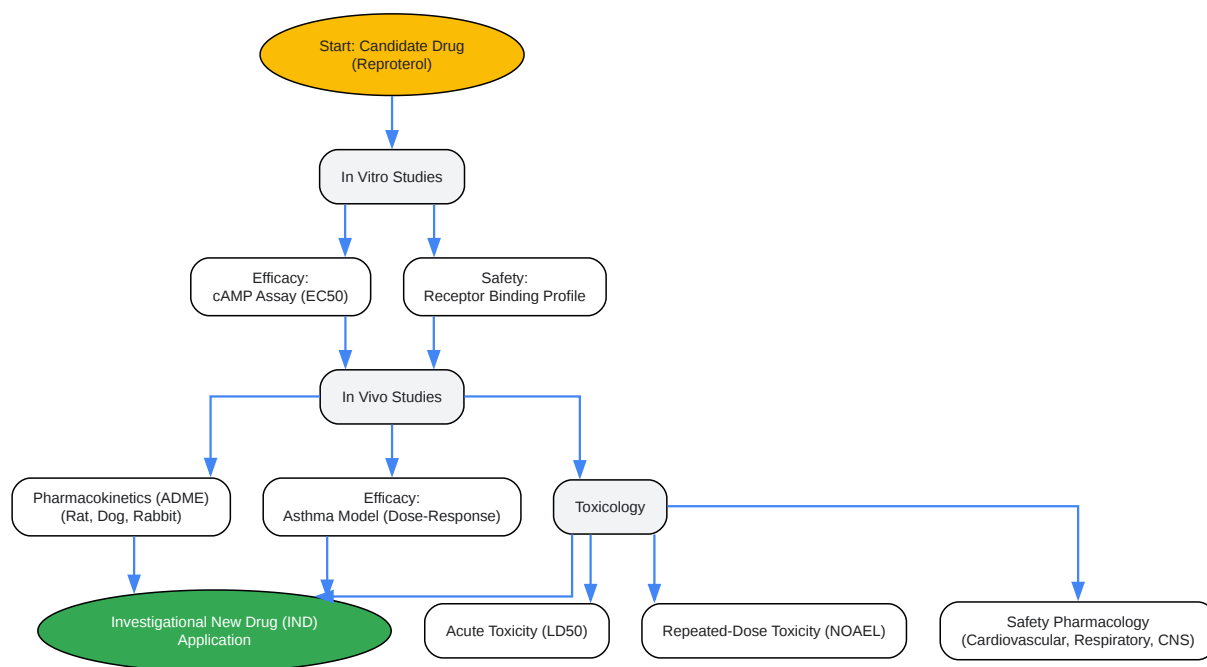 Start: Candidate Drug
(Reproterol)
In Vitro Studies
Efficacy:
cAMP Assay (EC50)
Safety:
Receptor Binding Profile
In Vivo Studies
Pharmacokinetics (ADME)
(Rat, Dog, Rabbit)
Efficacy:
Asthma Model (Dose-Response)
Toxicology
Investigational New Drug (IND)
Application
Acute Toxicity (LD50)
Repeated-Dose Toxicity (NOAEL)
Safety Pharmacology
(Cardiovascular, Respiratory, CNS)